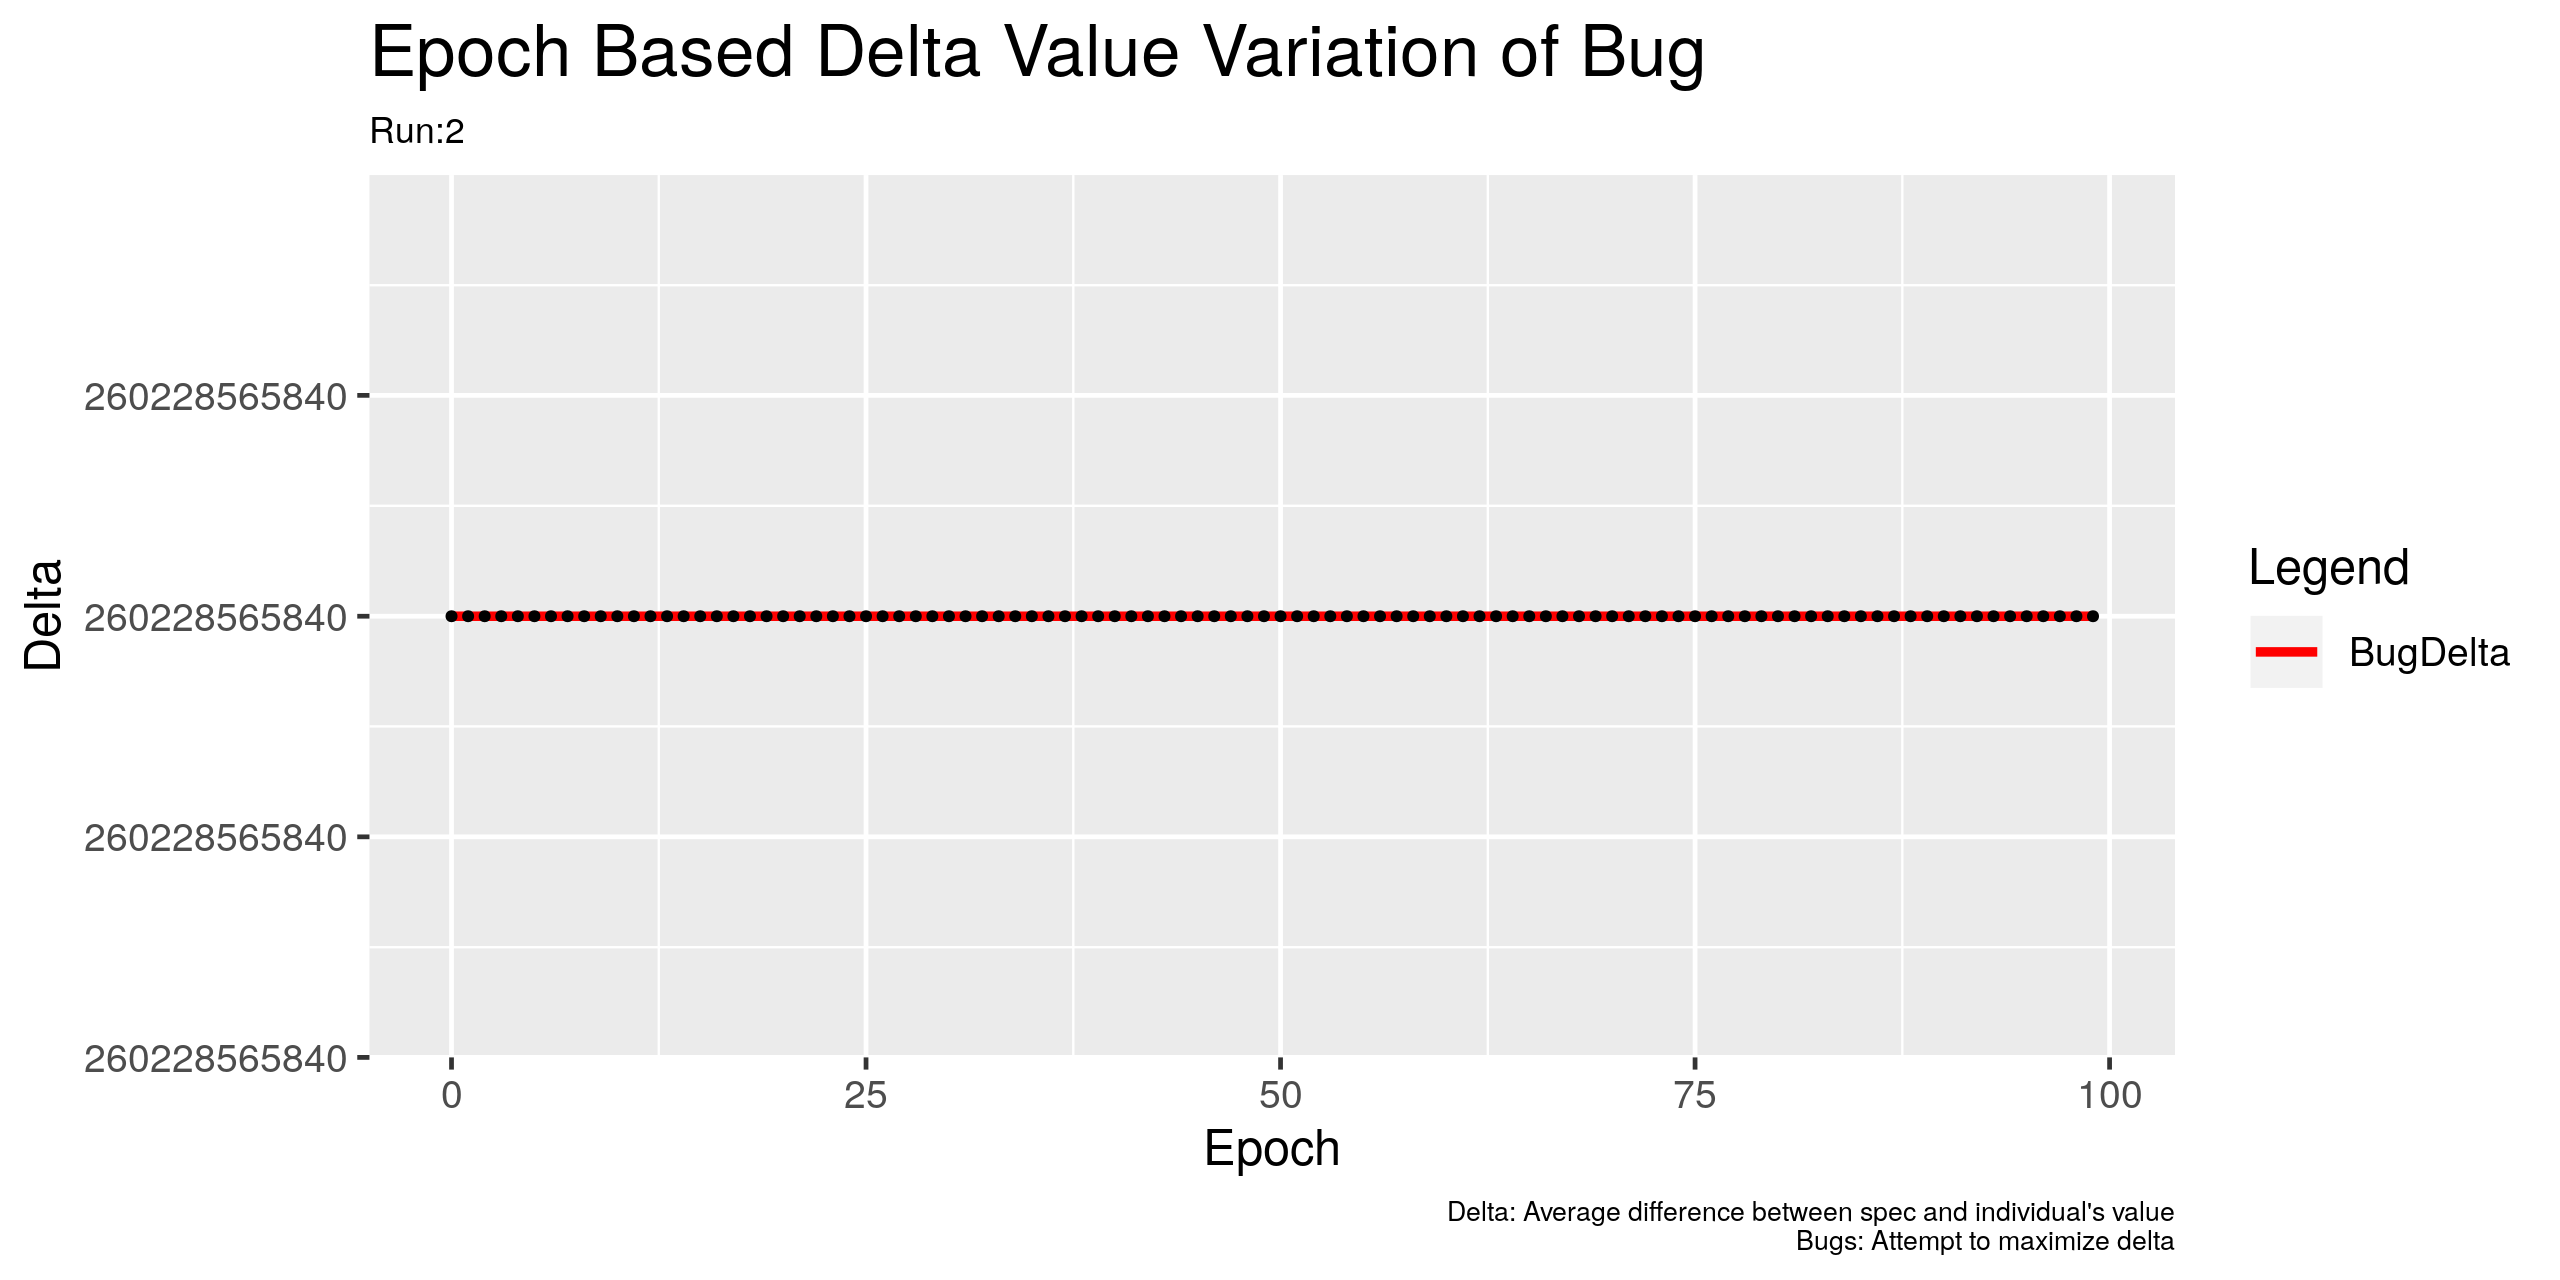 Epoch Based Delta Value Variation of Bug
Run:2
Delta
260228565840
260228565840
260228565840
260228565840
0
25
50
75
100
Epoch
Legend
BugDelta
Delta: Average difference between spec and individual's value
Bugs: Attempt to maximize delta